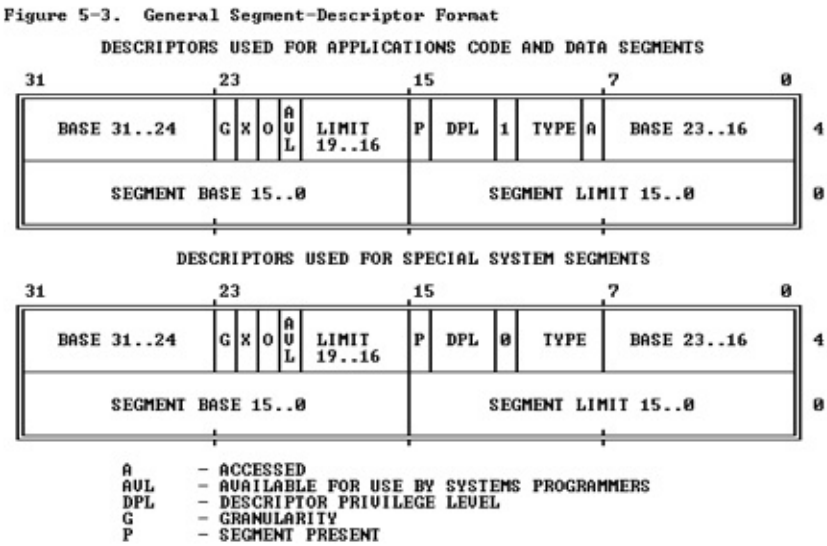 Figure 5-3. General Segment-Descriptor Format
DESCRIPTORS USED FOR APPLICATIONS CODE AND DATA SEGMENTS
31 23 15 7 0
BASE 31..24 G X O AVL LIMIT 19..16 P DPL 1 TYPE A BASE 23..16 4
SEGMENT BASE 15..0 SEGMENT LIMIT 15..0 0
DESCRIPTORS USED FOR SPECIAL SYSTEM SEGMENTS
31 23 15 7 0
BASE 31..24 G X O AVL LIMIT 19..16 P DPL 0 TYPE BASE 23..16 4
SEGMENT BASE 15..0 SEGMENT LIMIT 15..0 0
A - ACCESSED
AVL - AVAILABLE FOR USE BY SYSTEMS PROGRAMMERS
DPL - DESCRIPTOR PRIVILEGE LEVEL
G - GRANULARITY
P - SEGMENT PRESENT